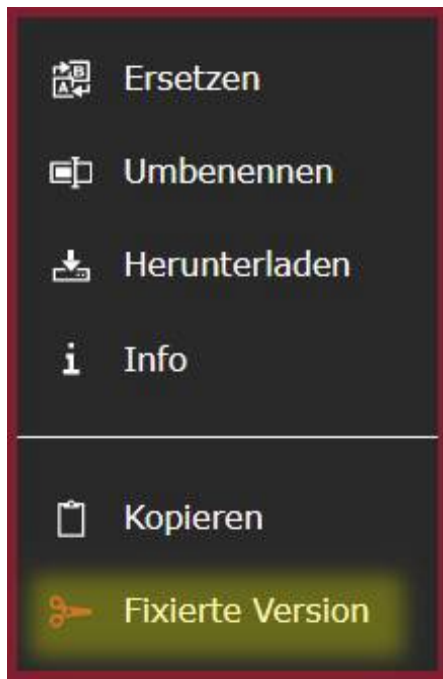 Ersetzen
Umbenennen
Herunterladen
Info
Kopieren
Fixierte Version